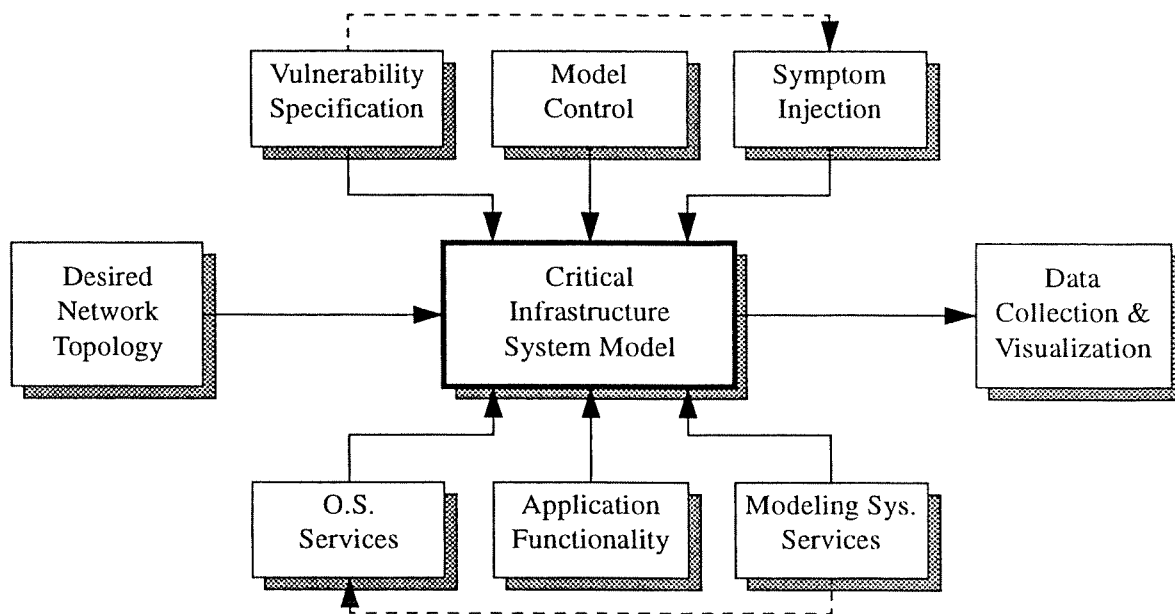 Vulnerability
Specification
Model
Control
Symptom
Injection
Desired
Network
Topology
Critical
Infrastructure
System Model
Data
Collection &
Visualization
O.S.
Services
Application
Functionality
Modeling Sys.
Services